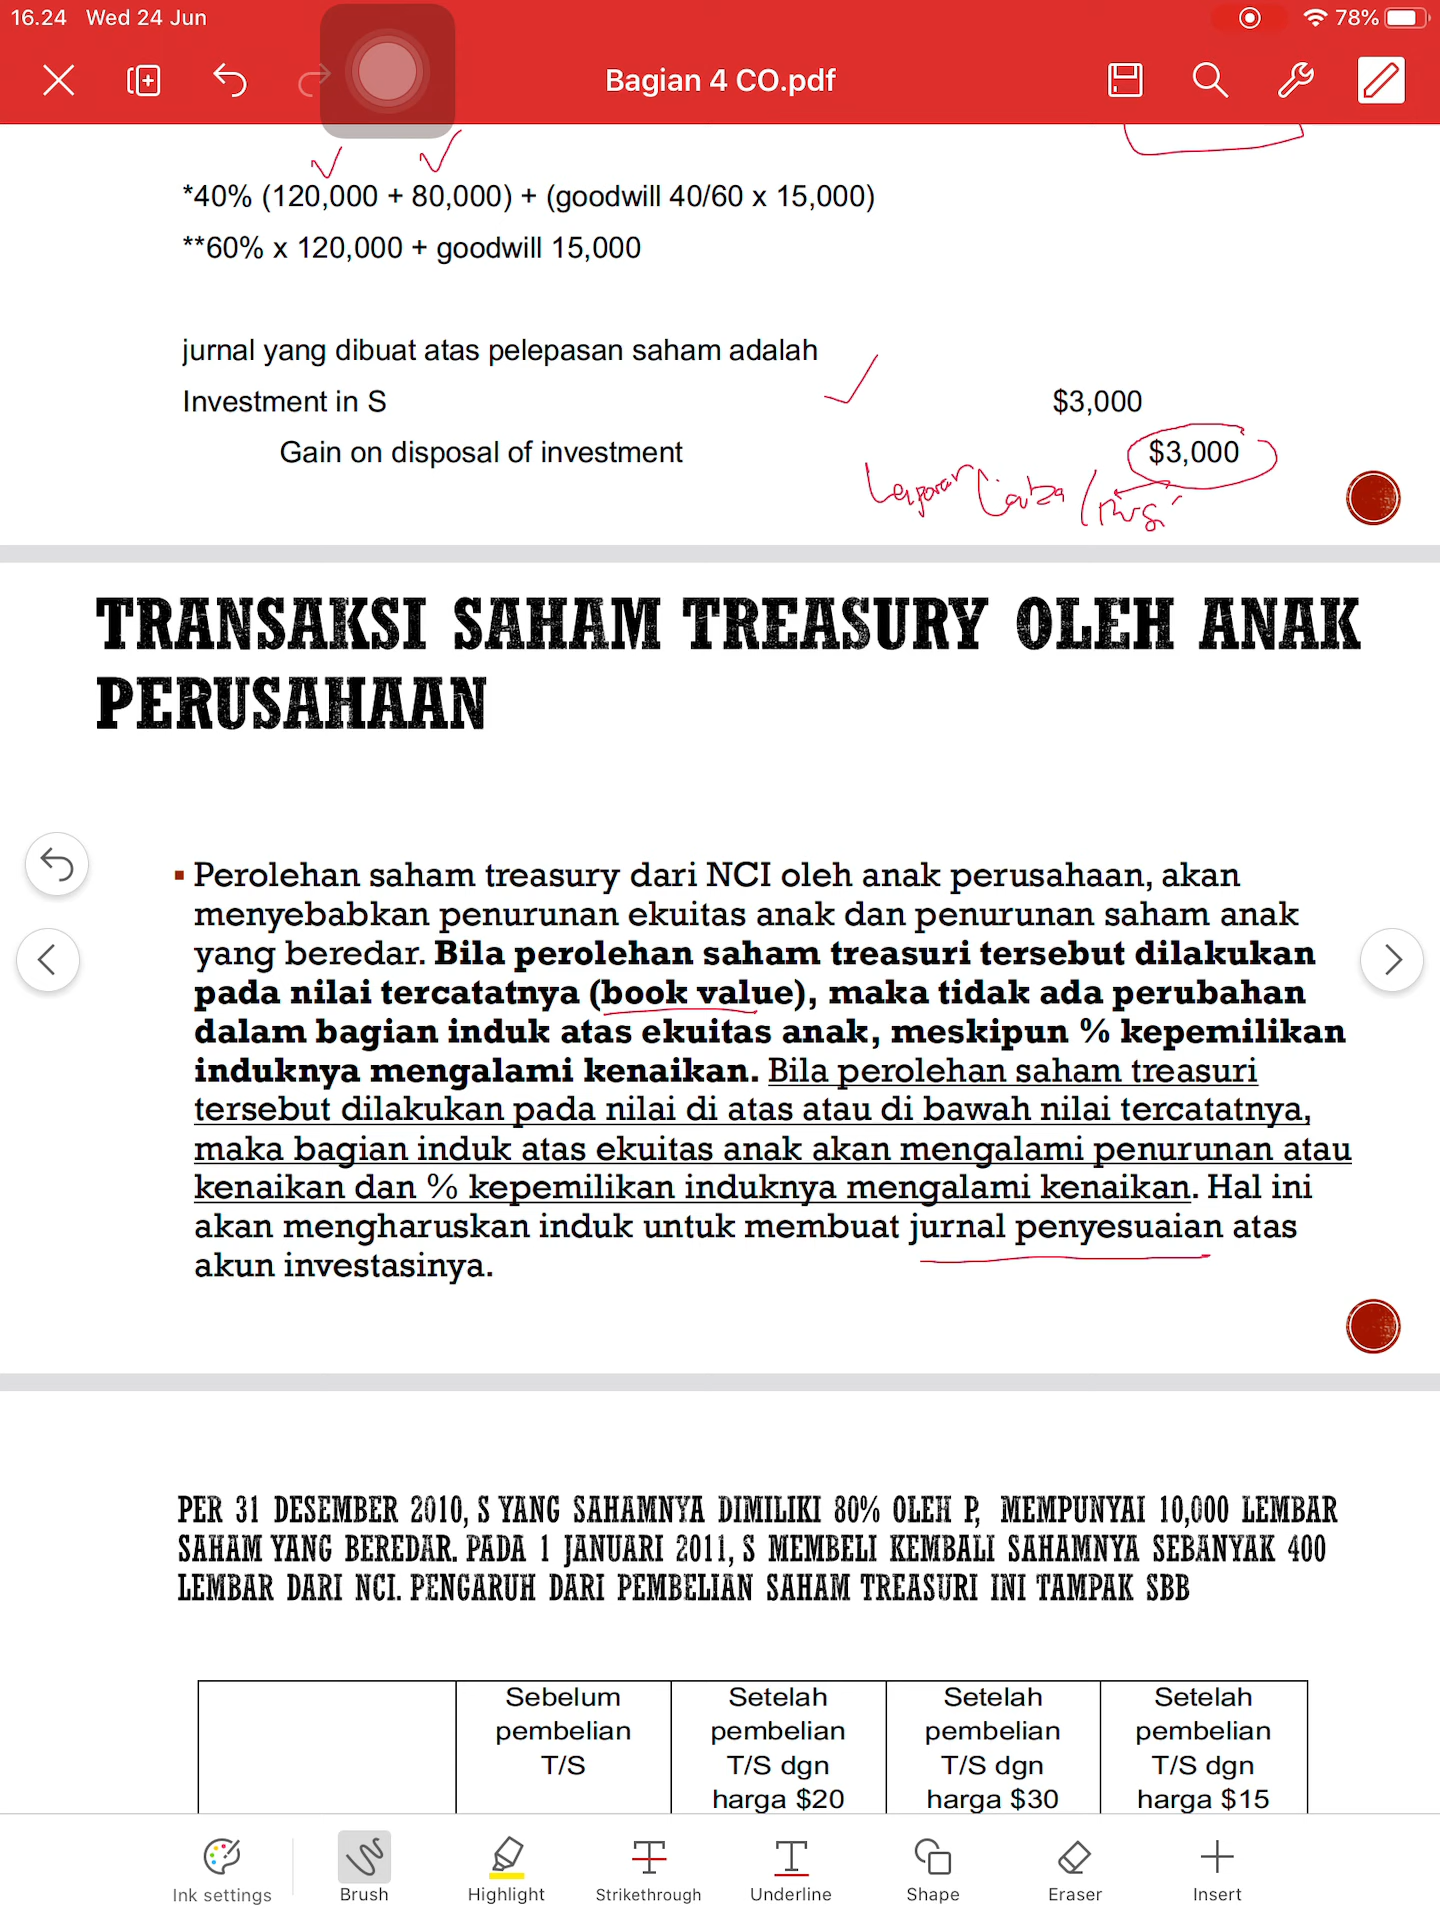 16.24 Wed 24 Jun
78%
Bagian 4 CO.pdf
*40% (120,000 + 80,000) + (goodwill 40/60 x 15,000)
**60% x 120,000 + goodwill 15,000
jurnal yang dibuat atas pelepasan saham adalah
Investment in S $3,000
Gain on disposal of investment $3,000
Laporan Laba / Rugi
TRANSAKSI SAHAM TREASURY OLEH ANAK
PERUSAHAAN
▪ Perolehan saham treasury dari NCI oleh anak perusahaan, akan
menyebabkan penurunan ekuitas anak dan penurunan saham anak
yang beredar. Bila perolehan saham treasuri tersebut dilakukan
pada nilai tercatatnya (book value), maka tidak ada perubahan
dalam bagian induk atas ekuitas anak, meskipun % kepemilikan
induknya mengalami kenaikan. Bila perolehan saham treasuri
tersebut dilakukan pada nilai di atas atau di bawah nilai tercatatnya,
maka bagian induk atas ekuitas anak akan mengalami penurunan atau
kenaikan dan % kepemilikan induknya mengalami kenaikan. Hal ini
akan mengharuskan induk untuk membuat jurnal penyesuaian atas
akun investasinya.
PER 31 DESEMBER 2010, S YANG SAHAMNYA DIMILIKI 80% OLEH P, MEMPUNYAI 10,000 LEMBAR
SAHAM YANG BEREDAR. PADA 1 JANUARI 2011, S MEMBELI KEMBALI SAHAMNYA SEBANYAK 400
LEMBAR DARI NCI. PENGARUH DARI PEMBELIAN SAHAM TREASURI INI TAMPAK SBB
Sebelum Setelah Setelah Setelah
pembelian pembelian pembelian pembelian
T/S T/S dgn T/S dgn T/S dgn
harga $20 harga $30 harga $15
Ink settings Brush Highlight Strikethrough Underline Shape Eraser Insert